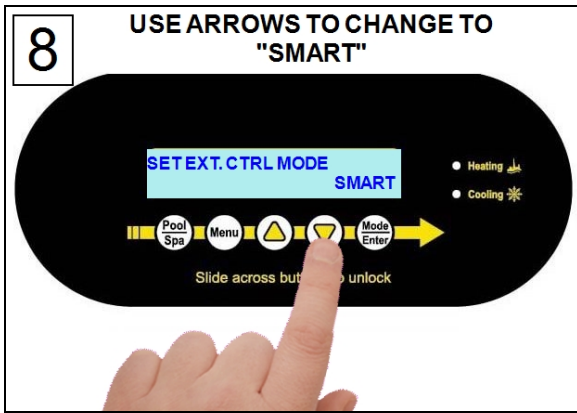 8
USE ARROWS TO CHANGE TO
"SMART"
SET EXT. CTRL MODE
SMART
Heating
Cooling
Pool
Spa
Menu
Mode
Enter
Slide across unlock